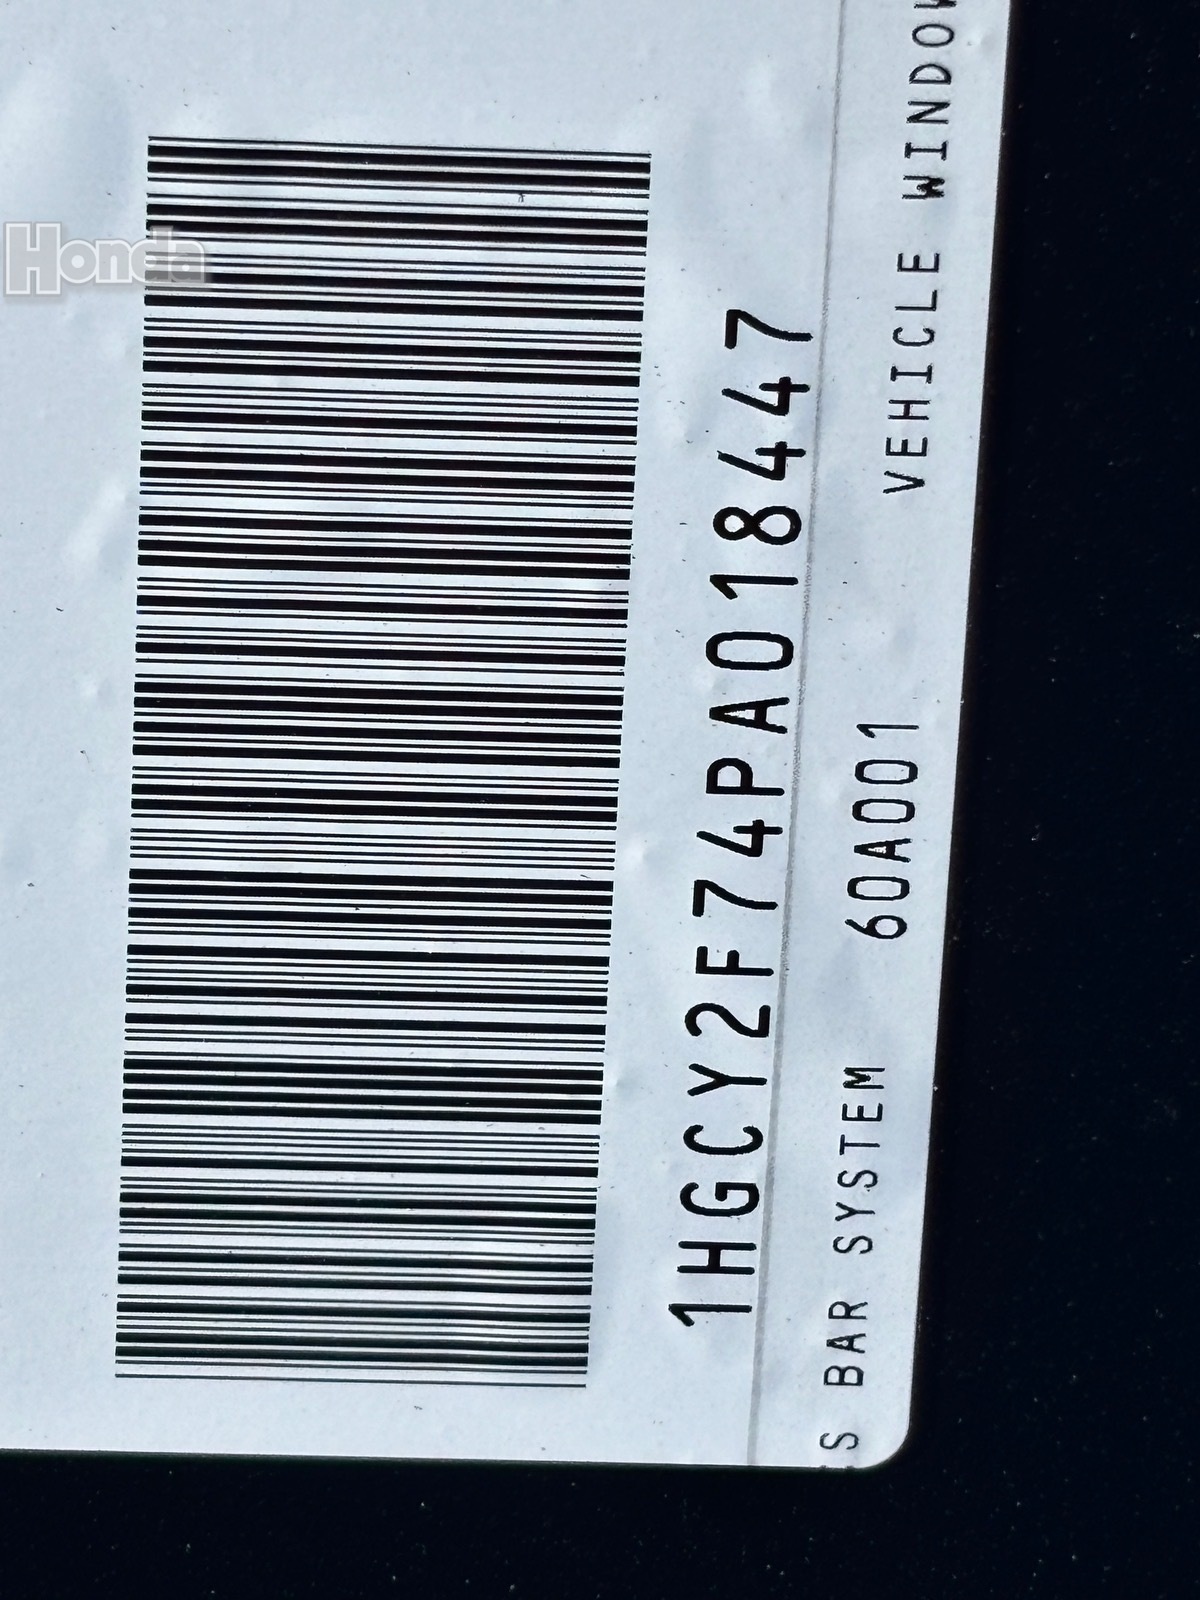 Honda
1HGCY2F74PA018447
S BAR SYSTEM 60A001 VEHICLE WINDOW